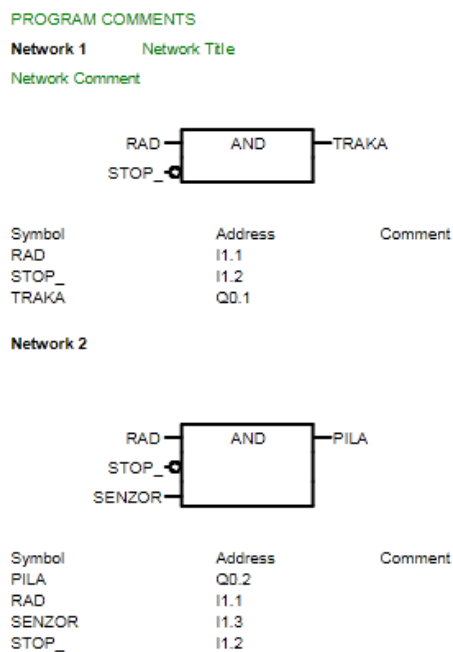 PROGRAM COMMENTS
Network 1 Network Title
Network Comment
RAD AND TRAKA
STOP_
Symbol Address Comment
RAD I1.1
STOP_ I1.2
TRAKA Q0.1
Network 2
RAD AND PILA
STOP_
SENZOR
Symbol Address Comment
PILA Q0.2
RAD I1.1
SENZOR I1.3
STOP_ I1.2